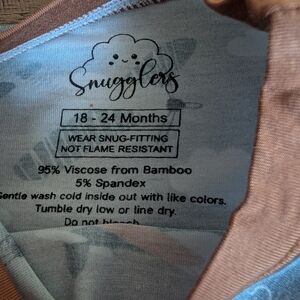 Snugglers
18 - 24 Months
WEAR SNUG-FITTING
NOT FLAME RESISTANT
95% Viscose from Bamboo
5% Spandex
Gentle wash cold inside out with like colors.
Tumble dry low or line dry.
Do not bleach